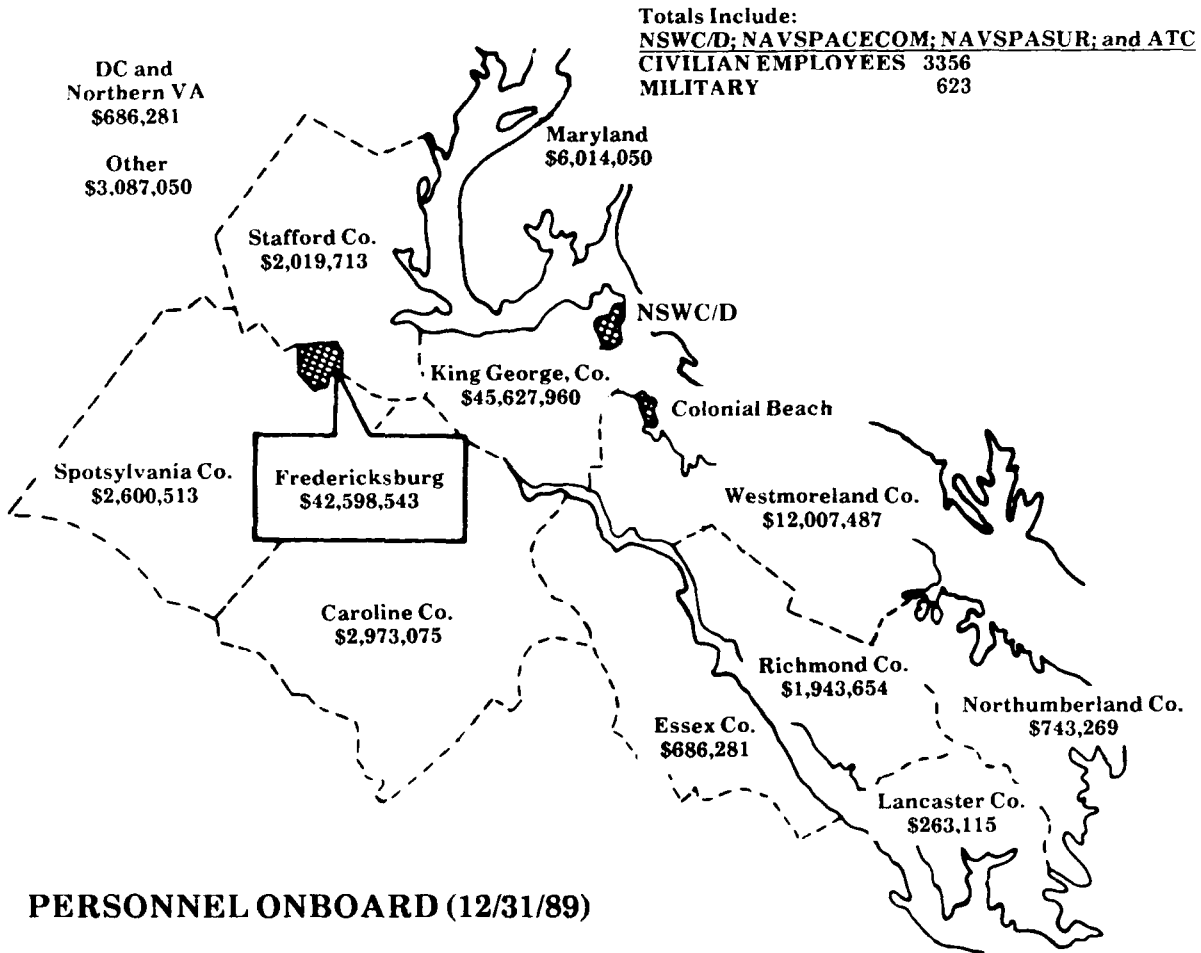 Totals Include:
NSWC/D; NAVSPACECOM; NAVSPASUR; and ATC
CIVILIAN EMPLOYEES 3356
MILITARY 623
DC and
Northern VA
$686,281
Other
$3,087,050
Maryland
$6,014,050
Stafford Co.
$2,019,713
NSWC/D
King George, Co.
$45,627,960
Colonial Beach
Spotsylvania Co.
$2,600,513
Fredericksburg
$42,598,543
Westmoreland Co.
$12,007,487
Caroline Co.
$2,973,075
Richmond Co.
$1,943,654
Northumberland Co.
$743,269
Essex Co.
$686,281
Lancaster Co.
$263,115
PERSONNEL ONBOARD (12/31/89)